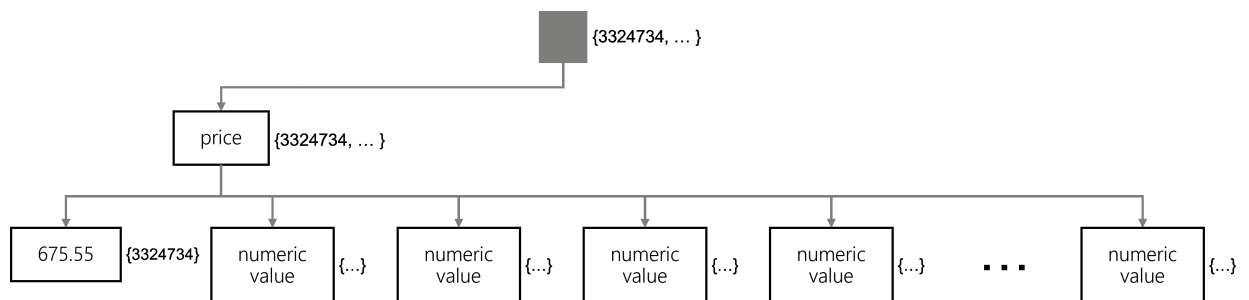 {3324734, … }
price
{3324734, … }
675.55
{3324734}
numeric
value
{...}
numeric
value
{...}
numeric
value
{...}
numeric
value
{...}
...
numeric
value
{...}